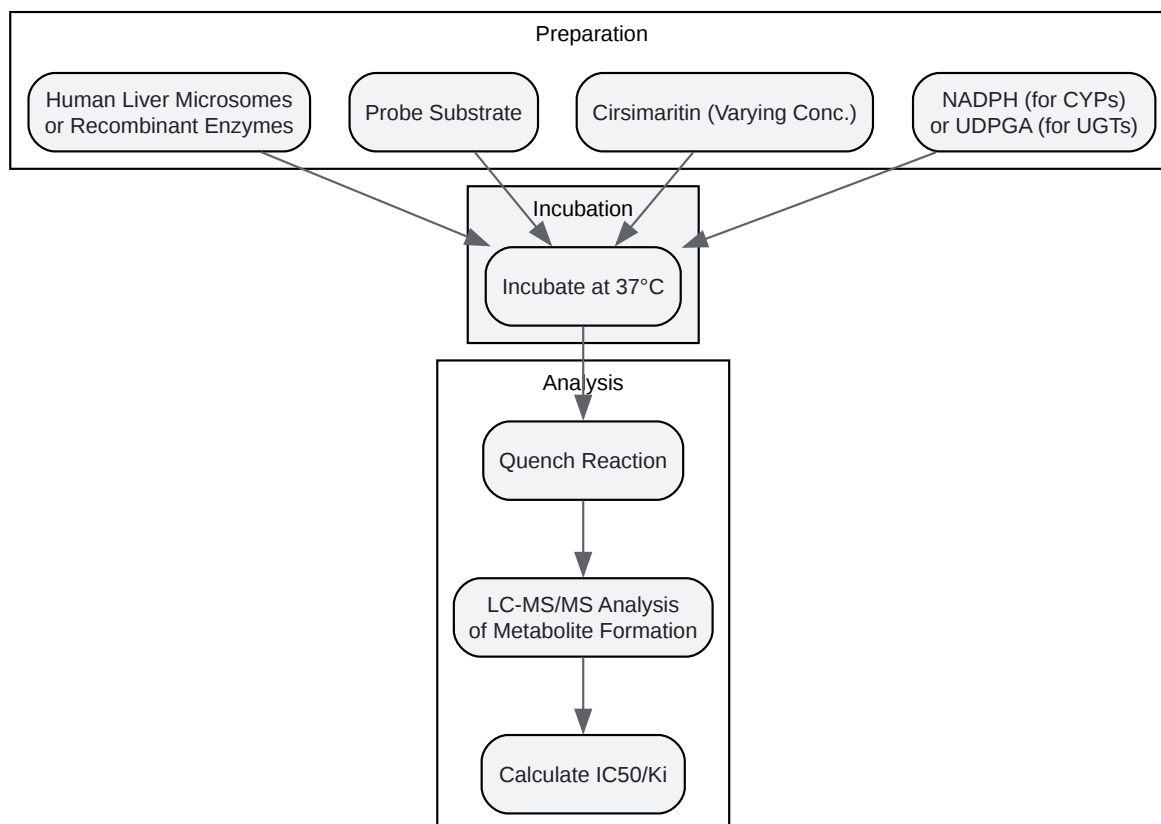 Preparation
Human Liver Microsomes
or Recombinant Enzymes
Probe Substrate
Cirsimaritin (Varying Conc.)
NADPH (for CYPs)
or UDPGA (for UGTs)
Incubation
Incubate at 37°C
Analysis
Quench Reaction
LC-MS/MS Analysis
of Metabolite Formation
Calculate IC50/Ki